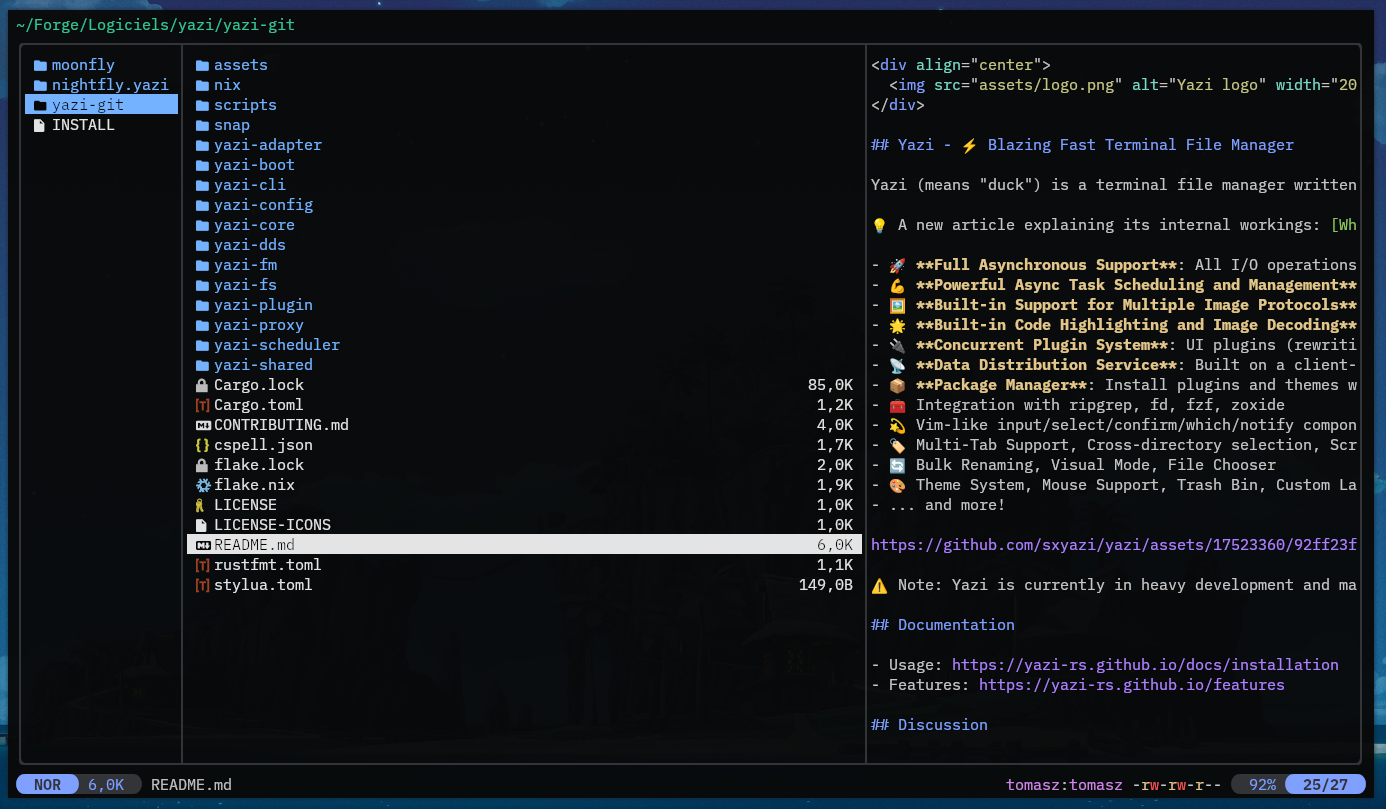 ~/Forge/Logiciels/yazi/yazi-git
moonfly
nightfly.yazi
yazi-git
INSTALL
assets
nix
scripts
snap
yazi-adapter
yazi-boot
yazi-cli
yazi-config
yazi-core
yazi-dds
yazi-fm
yazi-fs
yazi-plugin
yazi-proxy
yazi-scheduler
yazi-shared
Cargo.lock 85,0K
Cargo.toml 1,2K
CONTRIBUTING.md 4,0K
cspell.json 1,7K
flake.lock 2,0K
flake.nix 1,9K
LICENSE 1,0K
LICENSE-ICONS 1,0K
README.md 6,0K
rustfmt.toml 1,1K
stylua.toml 149,0B
<div align="center">
  <img src="assets/logo.png" alt="Yazi logo" width="20
</div>
## Yazi - ⚡ Blazing Fast Terminal File Manager
Yazi (means "duck") is a terminal file manager written
💡 A new article explaining its internal workings: [Wh
- 🚀 **Full Asynchronous Support**: All I/O operations
- 💪 **Powerful Async Task Scheduling and Management**
- 🖼️ **Built-in Support for Multiple Image Protocols**
- 🌟 **Built-in Code Highlighting and Image Decoding**
- 🔌 **Concurrent Plugin System**: UI plugins (rewriti
- 📡 **Data Distribution Service**: Built on a client-
- 📦 **Package Manager**: Install plugins and themes w
- 🧰 Integration with ripgrep, fd, fzf, zoxide
- 💫 Vim-like input/select/confirm/which/notify compon
- 🏷️ Multi-Tab Support, Cross-directory selection, Scr
- 🔄 Bulk Renaming, Visual Mode, File Chooser
- 🎨 Theme System, Mouse Support, Trash Bin, Custom La
- ... and more!
https://github.com/sxyazi/yazi/assets/17523360/92ff23f
⚠️ Note: Yazi is currently in heavy development and ma
## Documentation
- Usage: https://yazi-rs.github.io/docs/installation
- Features: https://yazi-rs.github.io/features
## Discussion
NOR 6,0K README.md tomasz:tomasz -rw-rw-r-- 92% 25/27